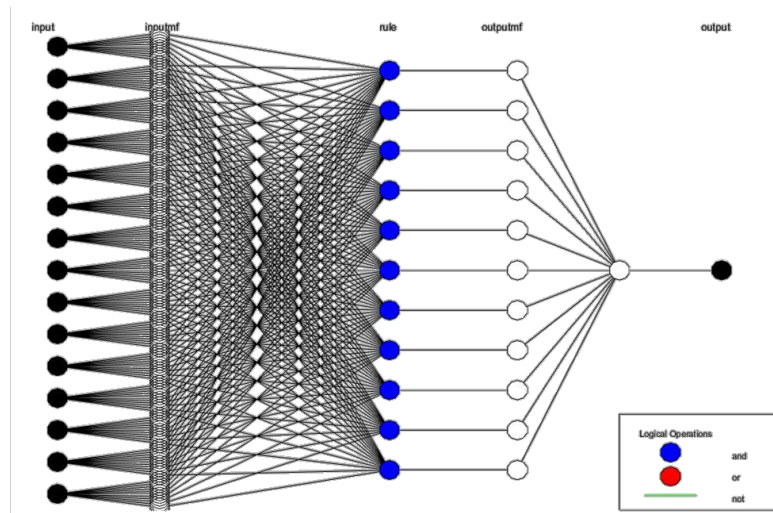 input
inputmf
rule
outputmf
output
Logical Operations
and
or
not